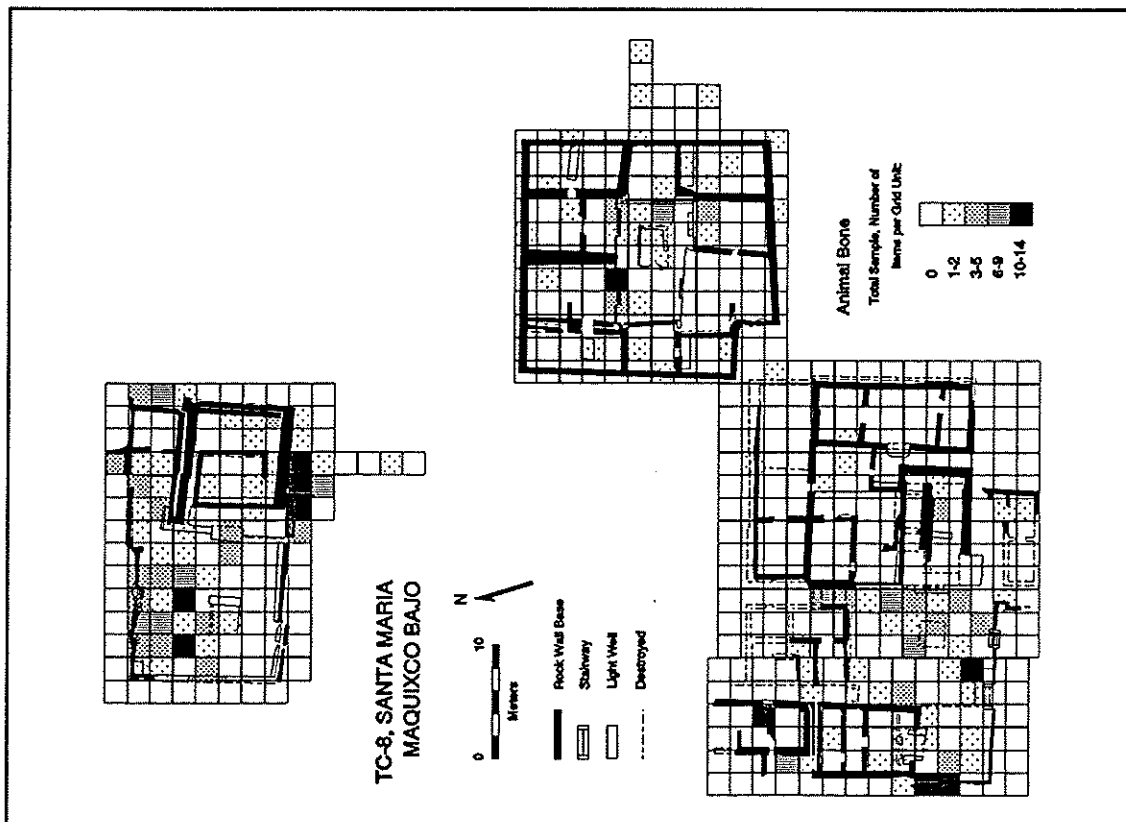 TC-8, SANTA MARIA
MAQUIXCO BAJO
N
0 10
Meters
Rock Wall Base
Stairway
Light Well
Destroyed
Animal Bone
Total Sample, Number of
Items per Grid Unit:
0
1-2
3-5
6-9
10-14